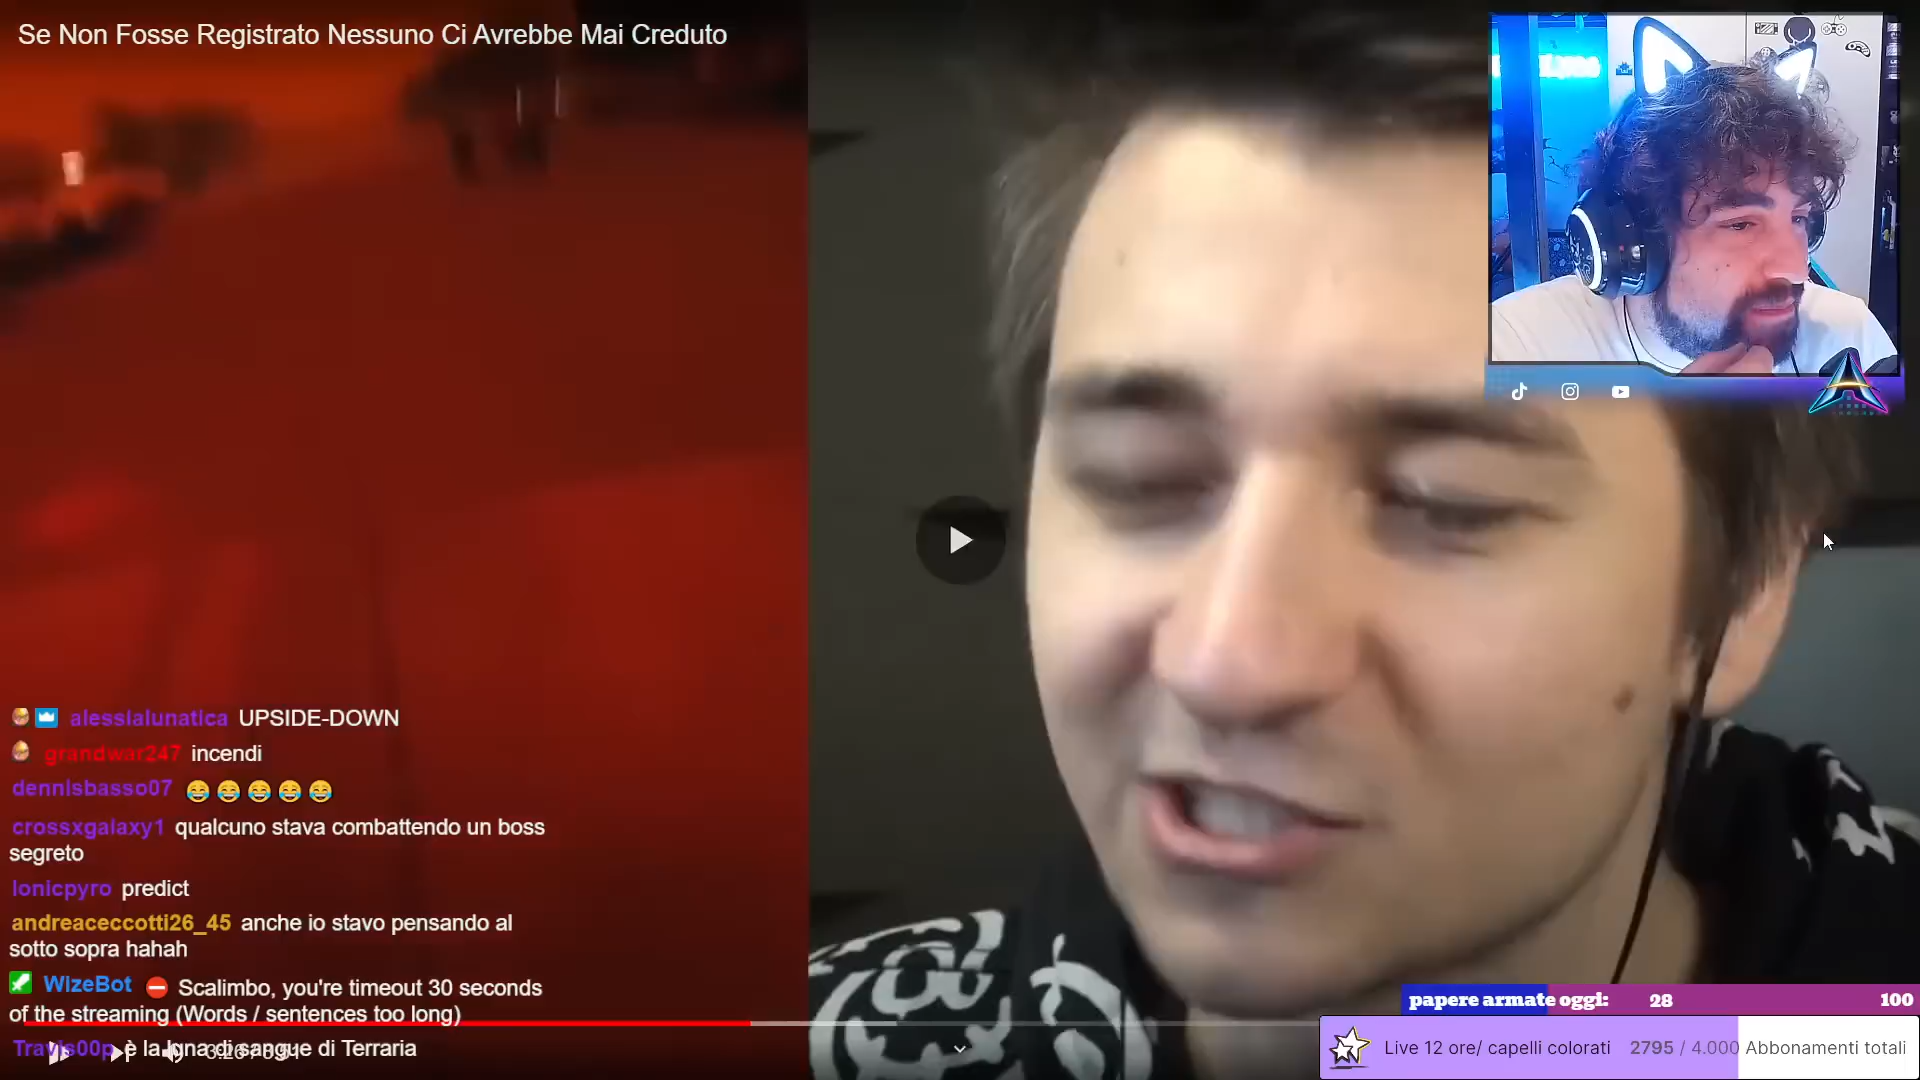 Se Non Fosse Registrato Nessuno Ci Avrebbe Mai Creduto
alessialunatica UPSIDE-DOWN
grandwar247 incendi
dennisbasso07 😂😂😂😂😂
crossxgalaxy1 qualcuno stava combattendo un boss
segreto
Ionicpyro predict
andreaceccotti26_45 anche io stavo pensando al
sotto sopra hahah
WizeBot ⛔ Scalimbo, you're timeout 30 seconds
of the streaming (Words / sentences too long)
Travis00p è la luna di sangue di Terraria
papere armate oggi: 28 100
Live 12 ore/ capelli colorati 2795 / 4.000 Abbonamenti totali